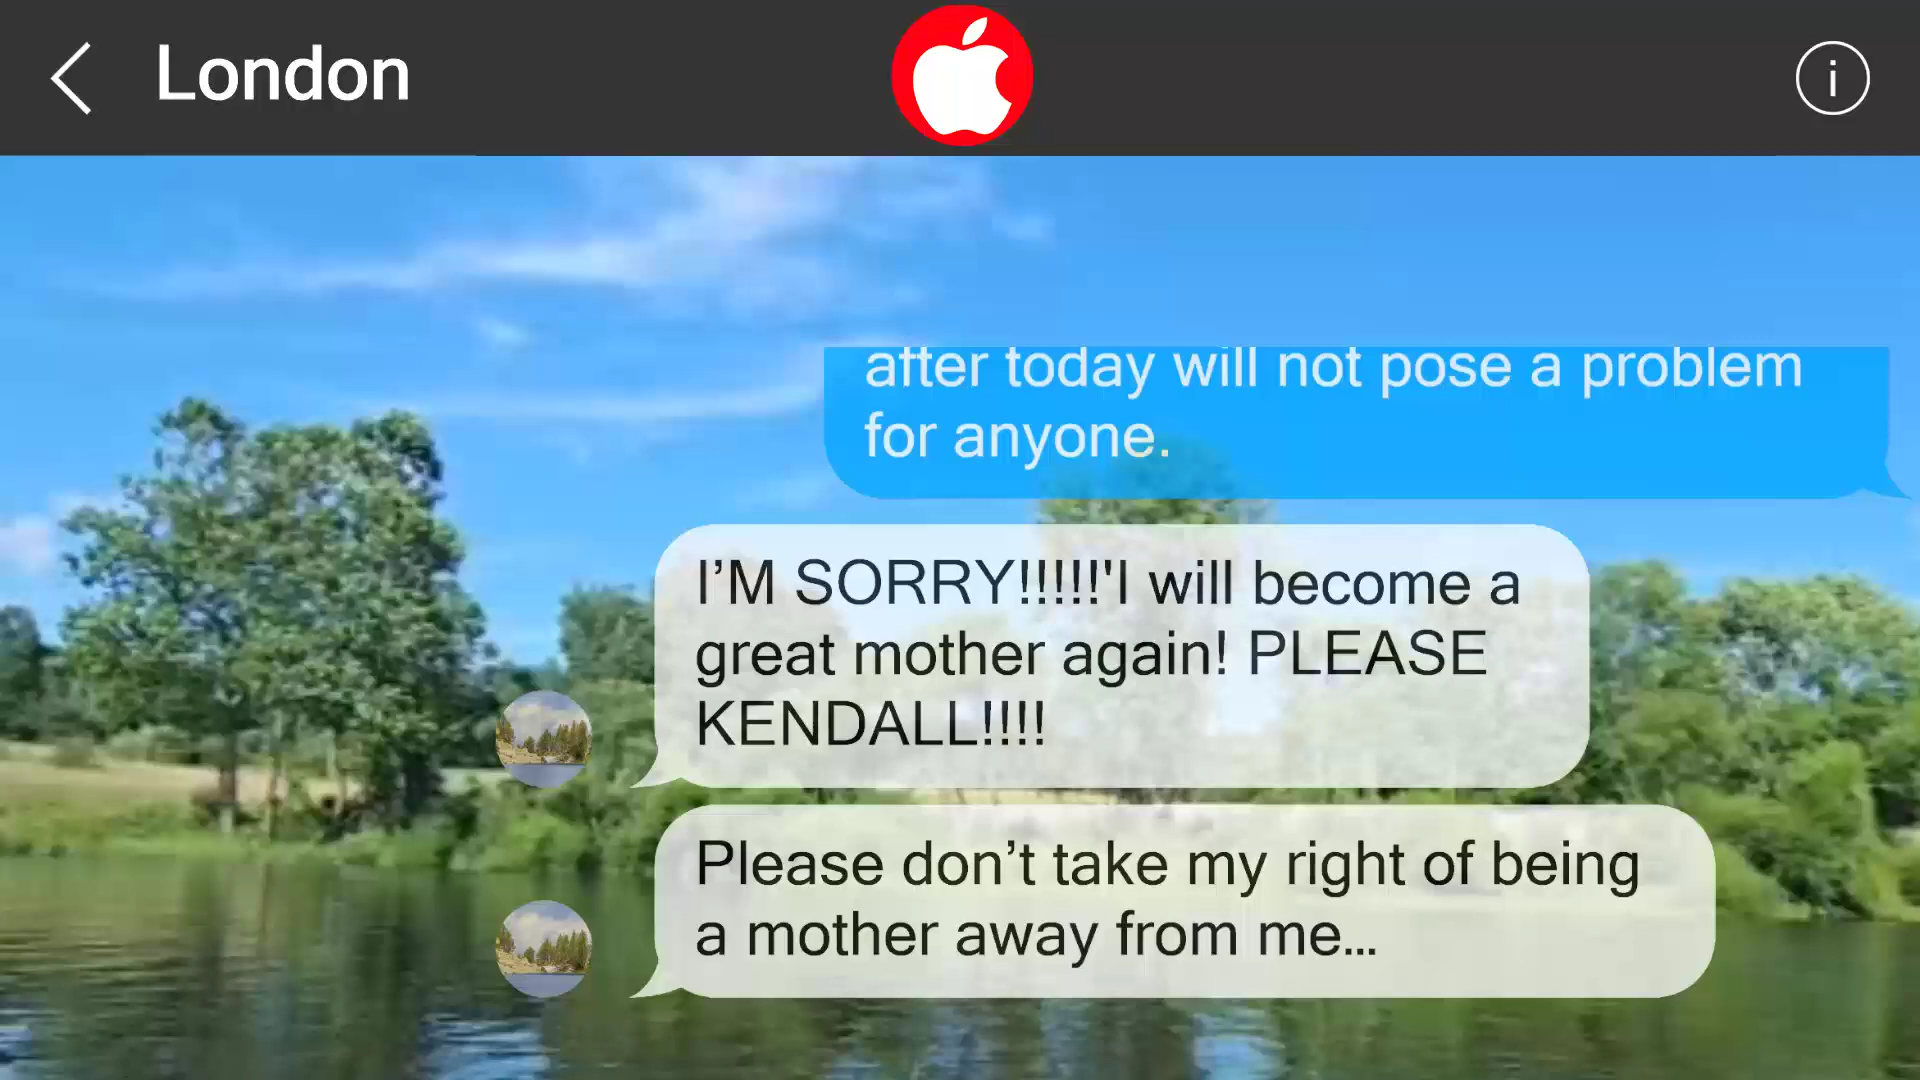 London
i
after today will not pose a problem
for anyone.
I’M SORRY!!!!!'I will become a
great mother again! PLEASE
KENDALL!!!!
Please don’t take my right of being
a mother away from me...